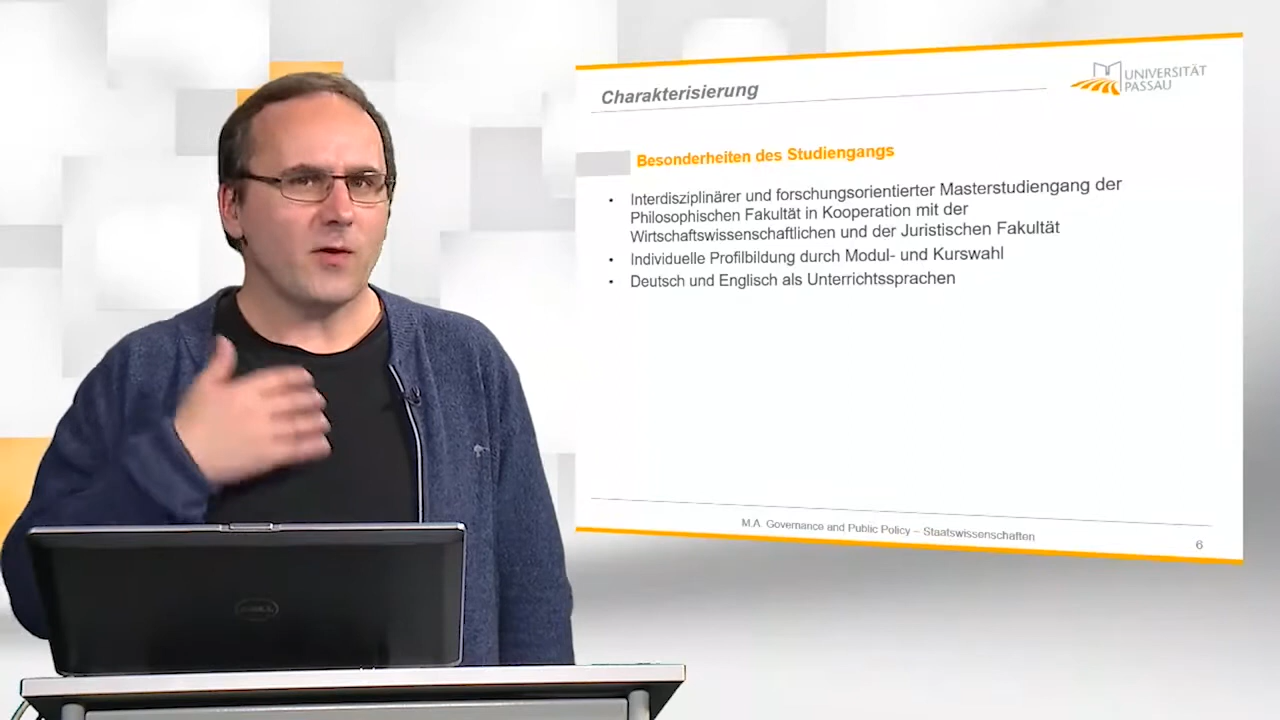 Charakterisierung
UNIVERSITÄT
PASSAU
Besonderheiten des Studiengangs
• Interdisziplinärer und forschungsorientierter Masterstudiengang der
Philosophischen Fakultät in Kooperation mit der
Wirtschaftswissenschaftlichen und der Juristischen Fakultät
• Individuelle Profilbildung durch Modul- und Kurswahl
• Deutsch und Englisch als Unterrichtssprachen
M.A. Governance and Public Policy – Staatswissenschaften
6
DELL